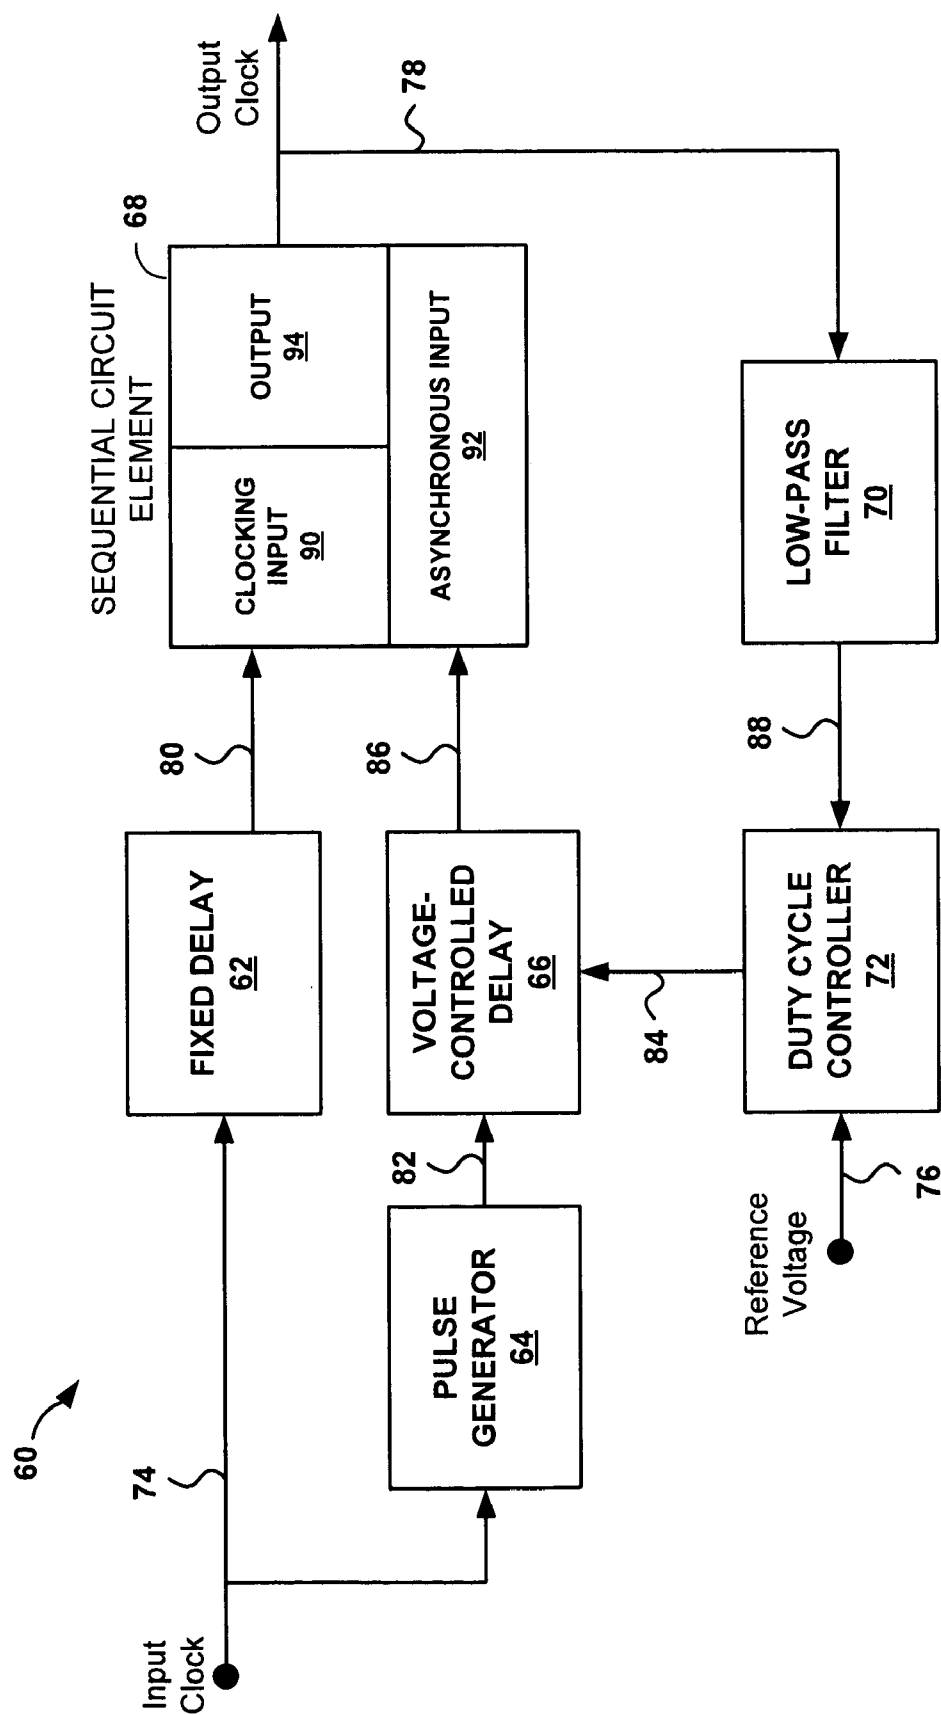 60
Input
Clock
74
FIXED DELAY
62
80
SEQUENTIAL CIRCUIT
ELEMENT
68
CLOCKING
INPUT
90
OUTPUT
94
ASYNCHRONOUS INPUT
92
Output
Clock
78
PULSE
GENERATOR
64
82
VOLTAGE-
CONTROLLED
DELAY
66
86
84
Reference
Voltage
76
DUTY CYCLE
CONTROLLER
72
88
LOW-PASS
FILTER
70